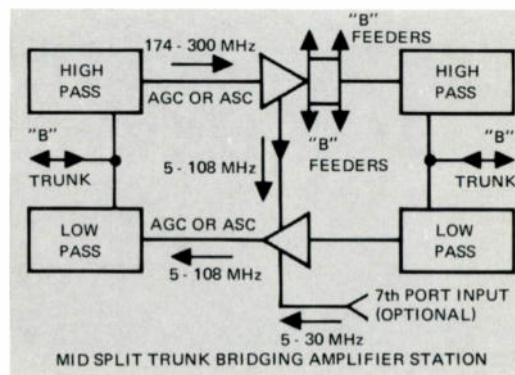 174 - 300 MHz
"B"
FEEDERS
HIGH
PASS
AGC OR ASC
HIGH
PASS
"B"
TRUNK
5 - 108 MHz
"B"
FEEDERS
"B"
TRUNK
LOW
PASS
AGC OR ASC
5 - 108 MHz
LOW
PASS
7th PORT INPUT
(OPTIONAL)
5 - 30 MHz
MID SPLIT TRUNK BRIDGING AMPLIFIER STATION